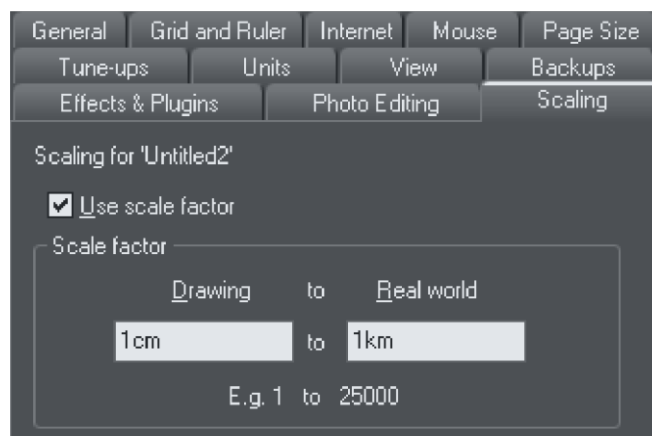 General Grid and Ruler Internet Mouse Page Size
Tune-ups Units View Backups
Effects & Plugins Photo Editing Scaling
Scaling for 'Untitled2'
Use scale factor
Scale factor
Drawing to Real world
1cm to 1km
E.g. 1 to 25000